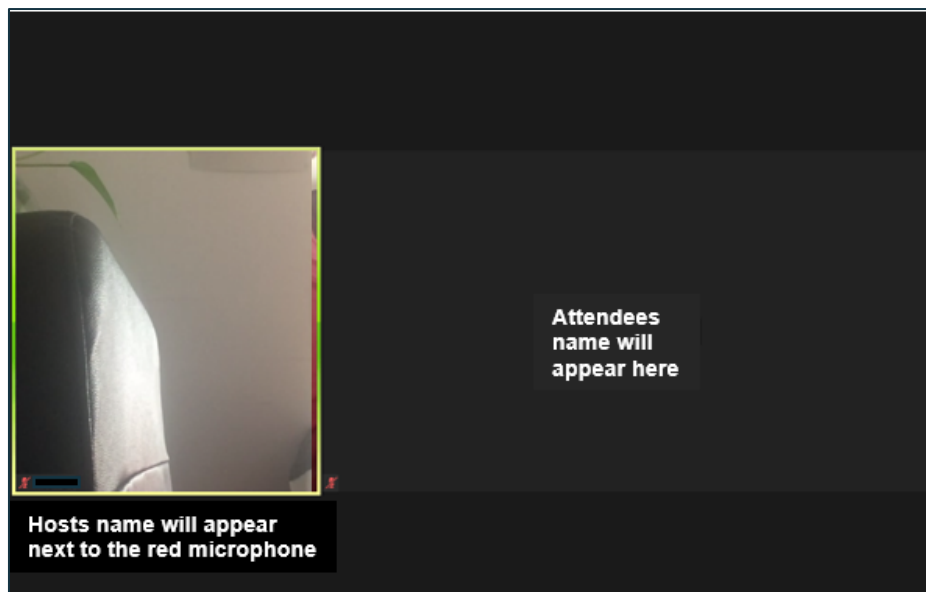 Attendees
name will
appear here
Hosts name will appear
next to the red microphone